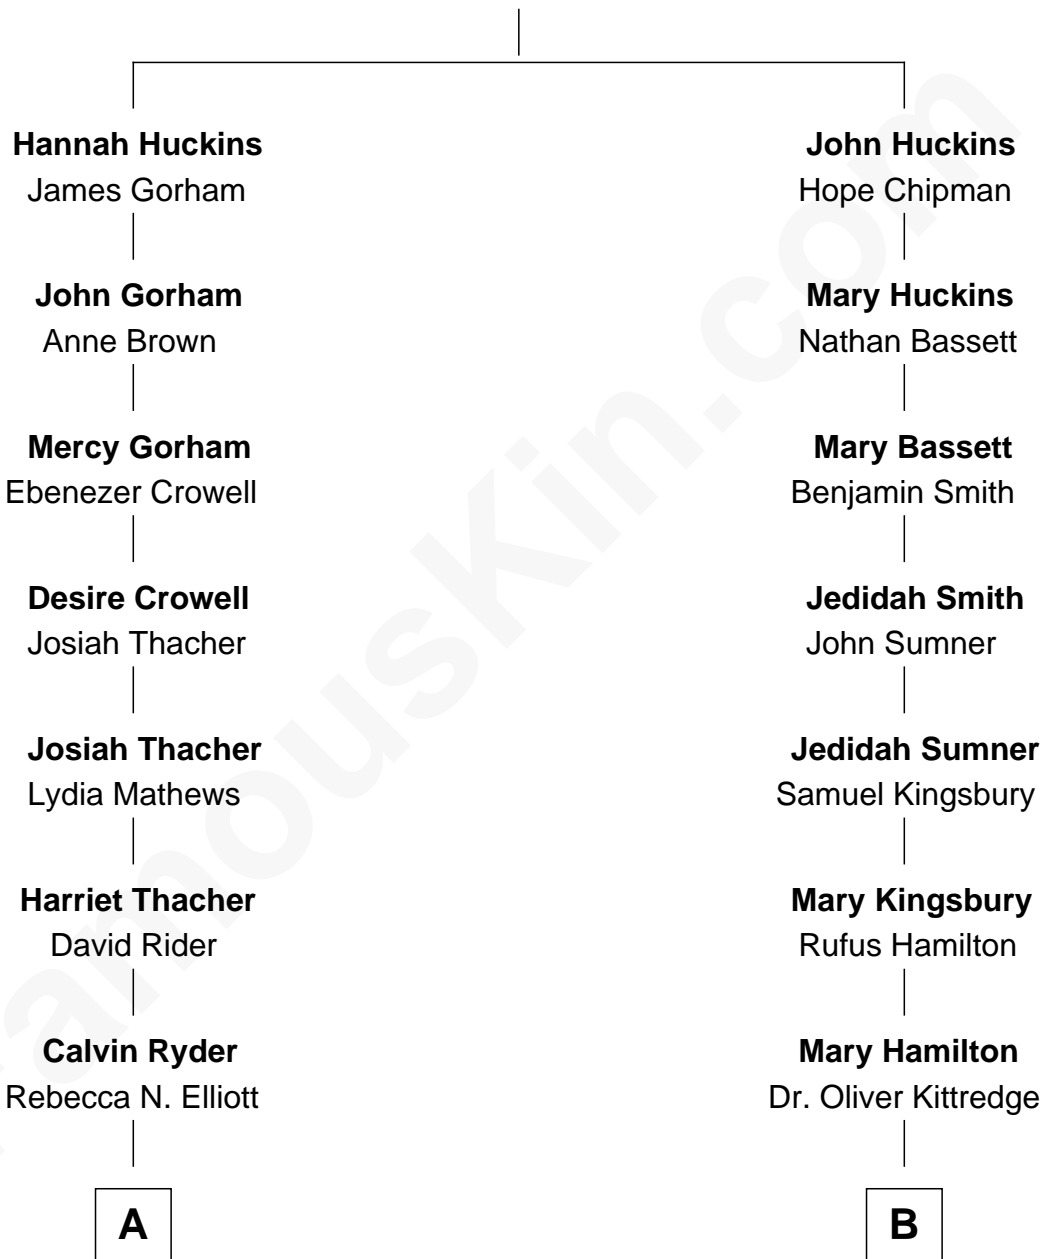 Hannah Huckins
James Gorham
John Gorham
Anne Brown
Mercy Gorham
Ebenezer Crowell
Desire Crowell
Josiah Thacher
Josiah Thacher
Lydia Mathews
Harriet Thacher
David Rider
Calvin Ryder
Rebecca N. Elliott
A
John Huckins
Hope Chipman
Mary Huckins
Nathan Bassett
Mary Bassett
Benjamin Smith
Jedidah Smith
John Sumner
Jedidah Sumner
Samuel Kingsbury
Mary Kingsbury
Rufus Hamilton
Mary Hamilton
Dr. Oliver Kittredge
B
FamousKin.com